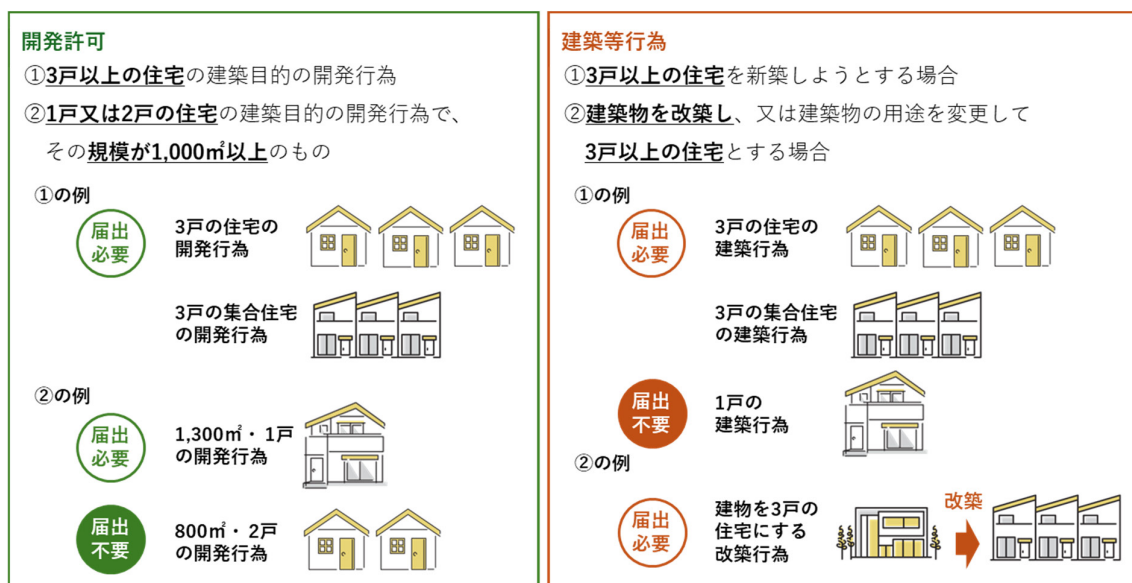 開発許可
①3戸以上の住宅の建築目的の開発行為
②1戸又は2戸の住宅の建築目的の開発行為で、
その規模が1,000㎡以上のもの
①の例
届出
必要
3戸の住宅の
開発行為
3戸の集合住宅
の開発行為
②の例
届出
必要
1,300㎡・1戸
の開発行為
届出
不要
800㎡・2戸
の開発行為
建築等行為
①3戸以上の住宅を新築しようとする場合
②建築物を改築し、又は建築物の用途を変更して
3戸以上の住宅とする場合
①の例
届出
必要
3戸の住宅の
建築行為
3戸の集合住宅
の建築行為
届出
不要
1戸の
建築行為
②の例
届出
必要
建物を3戸の
住宅にする
改築行為
改築